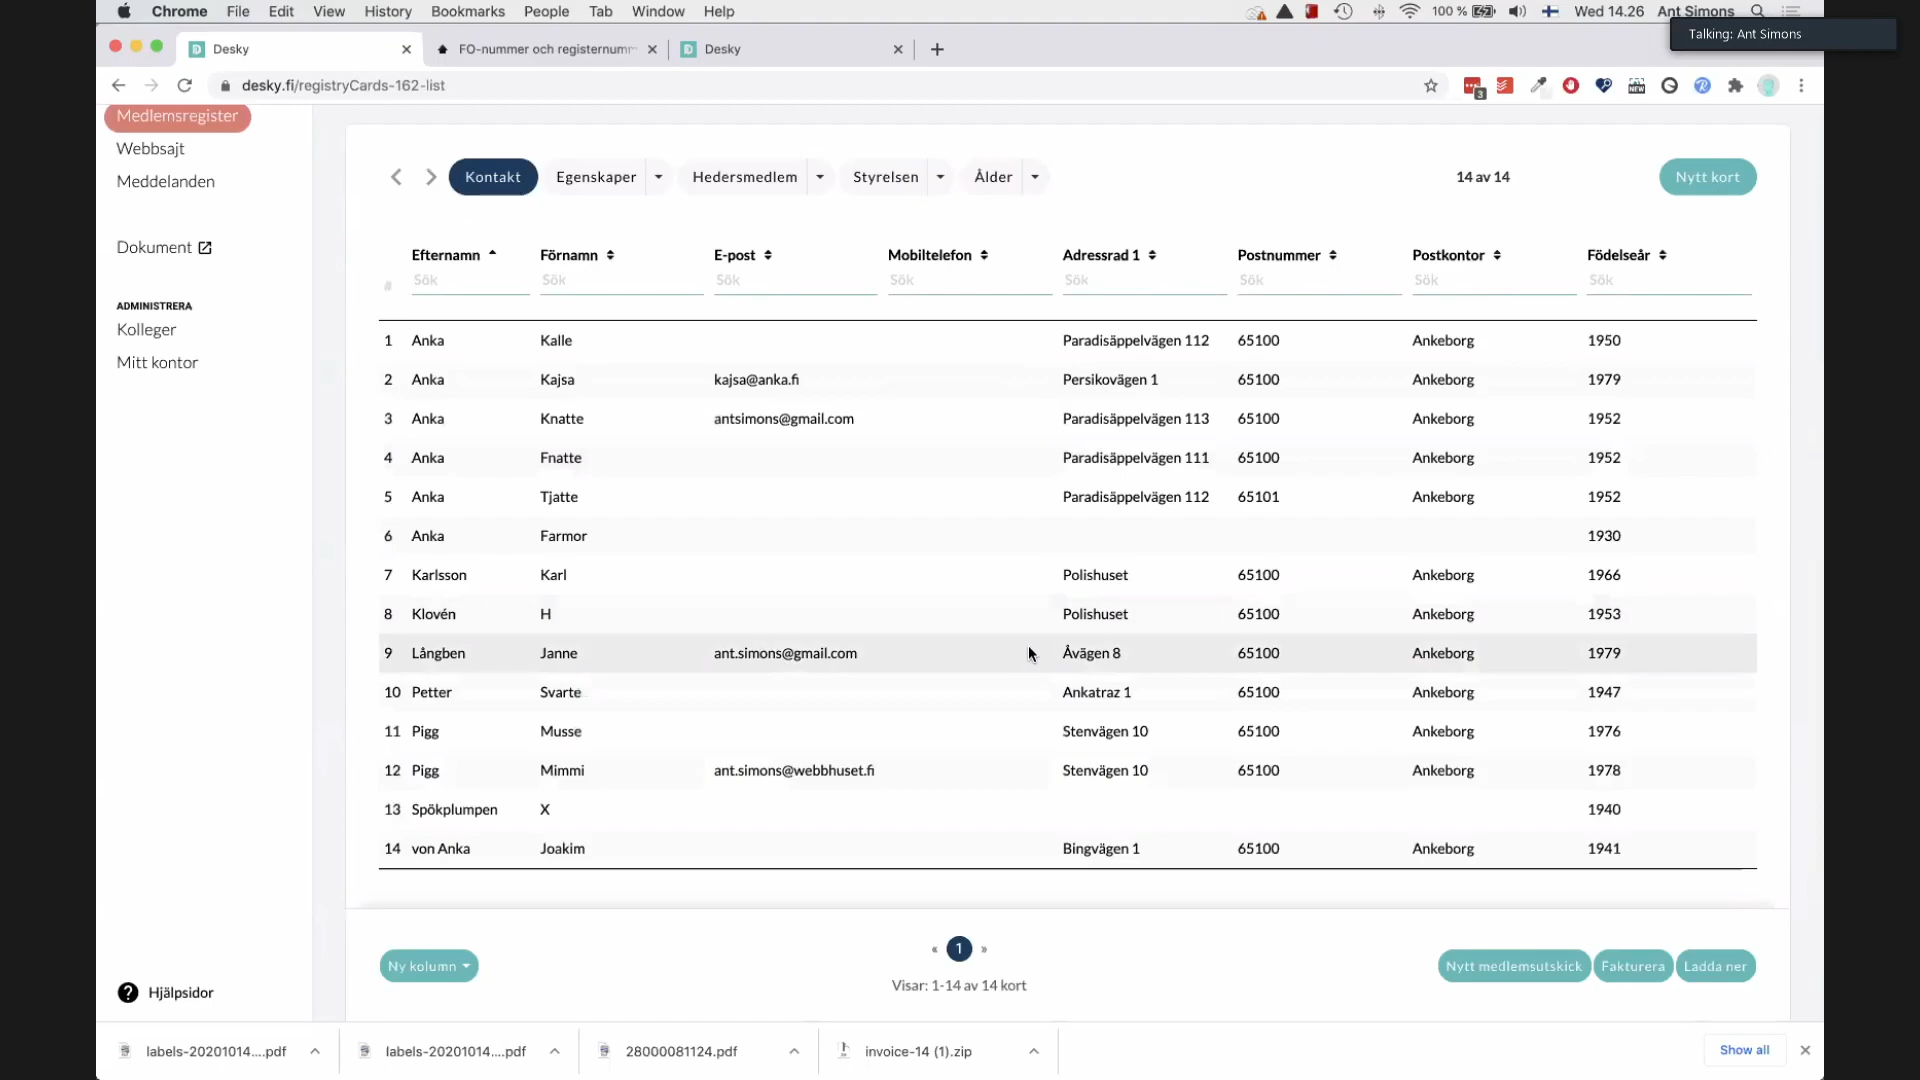 Chrome File Edit View History Bookmarks People Tab Window Help 100 % Wed 14.26 Ant Simons
Talking: Ant Simons
Desky FO-nummer och registernum Desky
desky.fi/registryCards-162-list
3 NEW
Medlemsregister
Webbsajt
Meddelanden
Dokument
ADMINISTRERA
Kolleger
Mitt kontor
Hjälpsidor
Kontakt Egenskaper Hedersmedlem Styrelsen Ålder 14 av 14 Nytt kort
Efternamn Förnamn E-post Mobiltelefon Adressrad 1 Postnummer Postkontor Födelseår
# Sök Sök Sök Sök Sök Sök Sök Sök
1 Anka Kalle Paradisäppelvägen 112 65100 Ankeborg 1950
2 Anka Kajsa kajsa@anka.fi Persikovägen 1 65100 Ankeborg 1979
3 Anka Knatte antsimons@gmail.com Paradisäppelvägen 113 65100 Ankeborg 1952
4 Anka Fnatte Paradisäppelvägen 111 65100 Ankeborg 1952
5 Anka Tjatte Paradisäppelvägen 112 65101 Ankeborg 1952
6 Anka Farmor 1930
7 Karlsson Karl Polishuset 65100 Ankeborg 1966
8 Klovén H Polishuset 65100 Ankeborg 1953
9 Långben Janne ant.simons@gmail.com Åvägen 8 65100 Ankeborg 1979
10 Petter Svarte Ankatraz 1 65100 Ankeborg 1947
11 Pigg Musse Stenvägen 10 65100 Ankeborg 1976
12 Pigg Mimmi ant.simons@webbhuset.fi Stenvägen 10 65100 Ankeborg 1978
13 Spökplumpen X 1940
14 von Anka Joakim Bingvägen 1 65100 Ankeborg 1941
Ny kolumn « 1 » Nytt medlemsutskick Fakturera Ladda ner
Visar: 1-14 av 14 kort
labels-20201014....pdf labels-20201014....pdf 28000081124.pdf invoice-14 (1).zip Show all